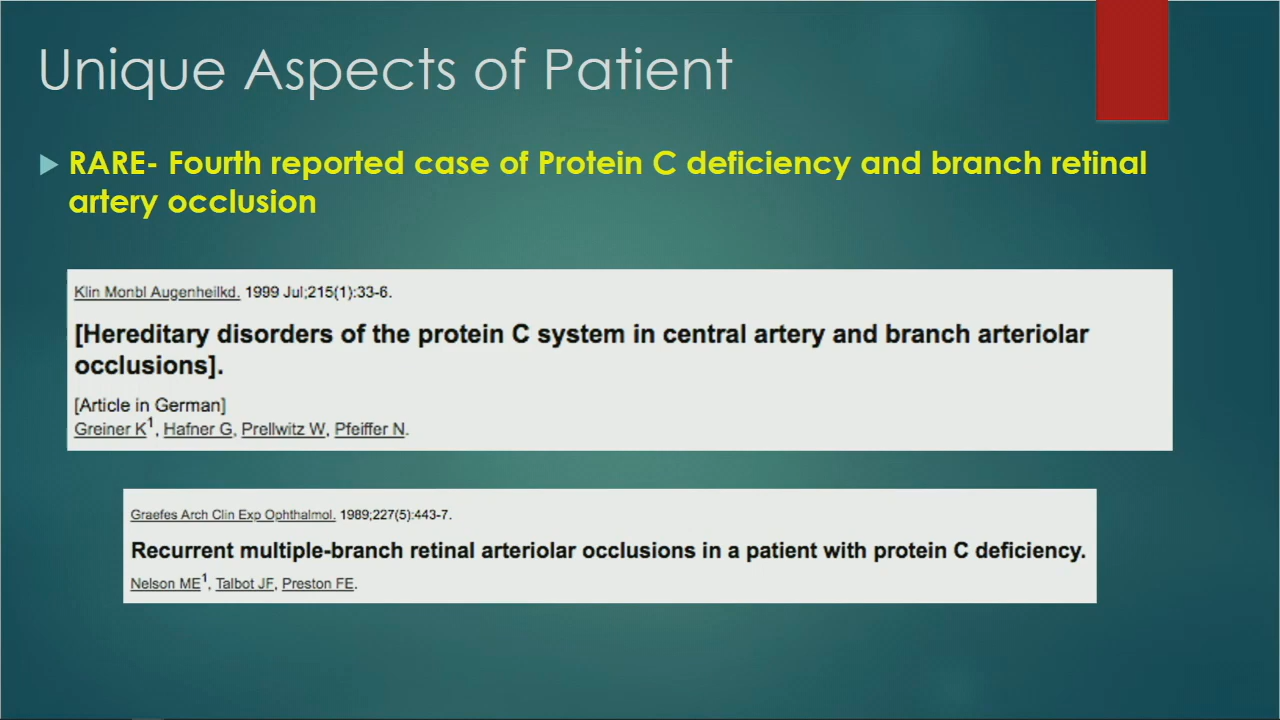 Unique Aspects of Patient
RARE- Fourth reported case of Protein C deficiency and branch retinal
artery occlusion
Klin Monbl Augenheilkd. 1999 Jul;215(1):33-6.
[Hereditary disorders of the protein C system in central artery and branch arteriolar
occlusions].
[Article in German]
Greiner K1, Hafner G, Prellwitz W, Pfeiffer N.
Graefes Arch Clin Exp Ophthalmol. 1989;227(5):443-7.
Recurrent multiple-branch retinal arteriolar occlusions in a patient with protein C deficiency.
Nelson ME1, Talbot JF, Preston FE.